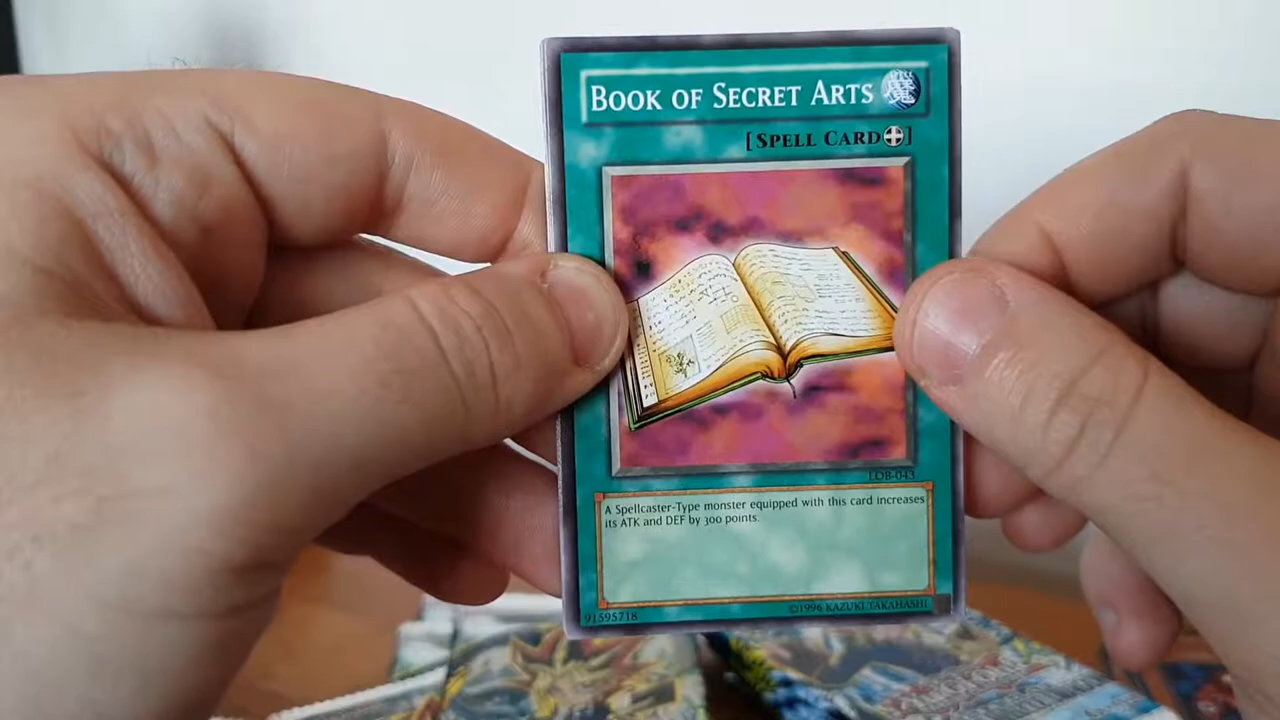 BOOK OF SECRET ARTS 魔
[SPELL CARD]
LOB-043
A Spellcaster-Type monster equipped with this card increases
its ATK and DEF by 300 points.
91595718
©1996 KAZUKI TAKAHASHI